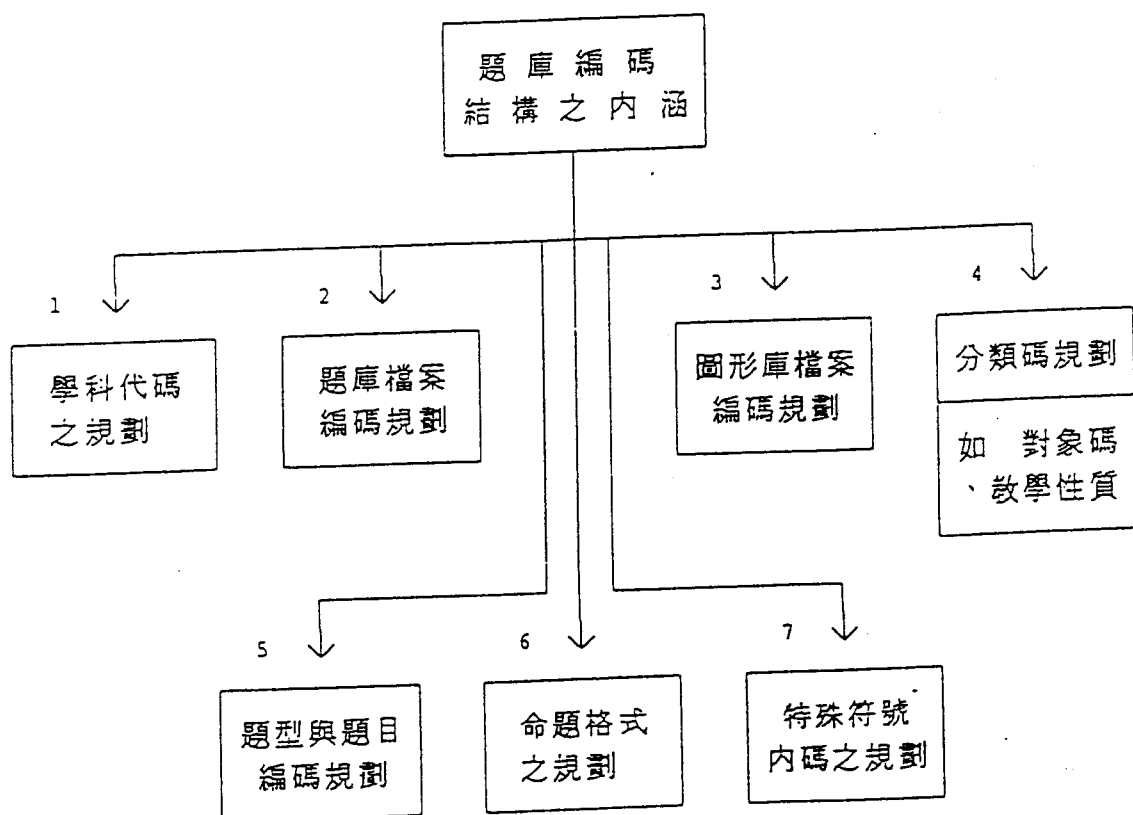 題庫編碼
結構之內涵
1
學科代碼
之規劃
2
題庫檔案
編碼規劃
3
圖形庫檔案
編碼規劃
4
分類碼規劃
如 對象碼
、教學性質
5
題型與題目
編碼規劃
6
命題格式
之規劃
7
特殊符號
內碼之規劃